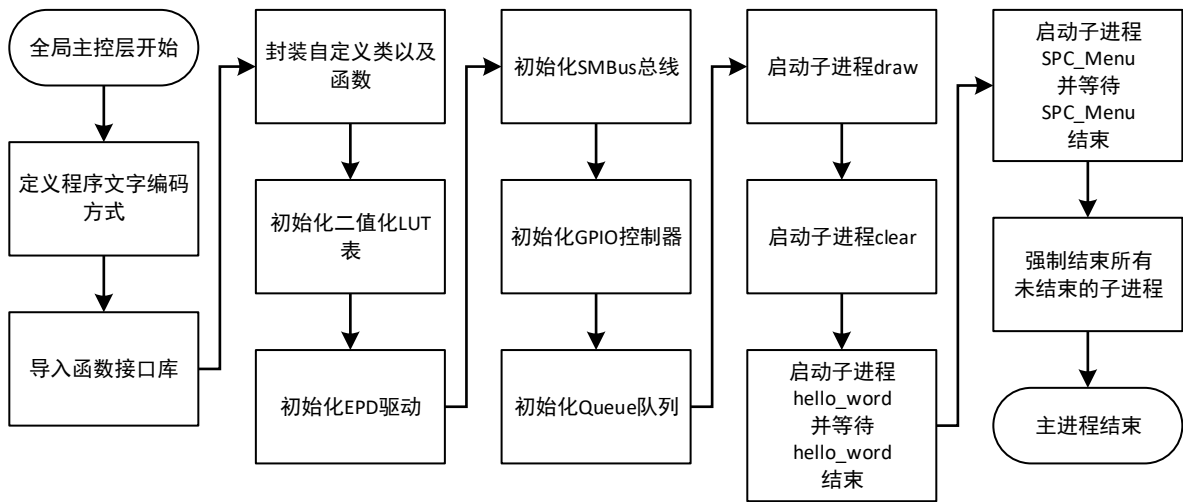 全局主控层开始
定义程序文字编码
方式
导入函数接口库
封装自定义类以及
函数
初始化二值化LUT
表
初始化EPD驱动
初始化SMBus总线
初始化GPIO控制器
初始化Queue队列
启动子进程draw
启动子进程clear
启动子进程
hello_word
并等待
hello_word
结束
启动子进程
SPC_Menu
并等待
SPC_Menu
结束
强制结束所有
未结束的子进程
主进程结束